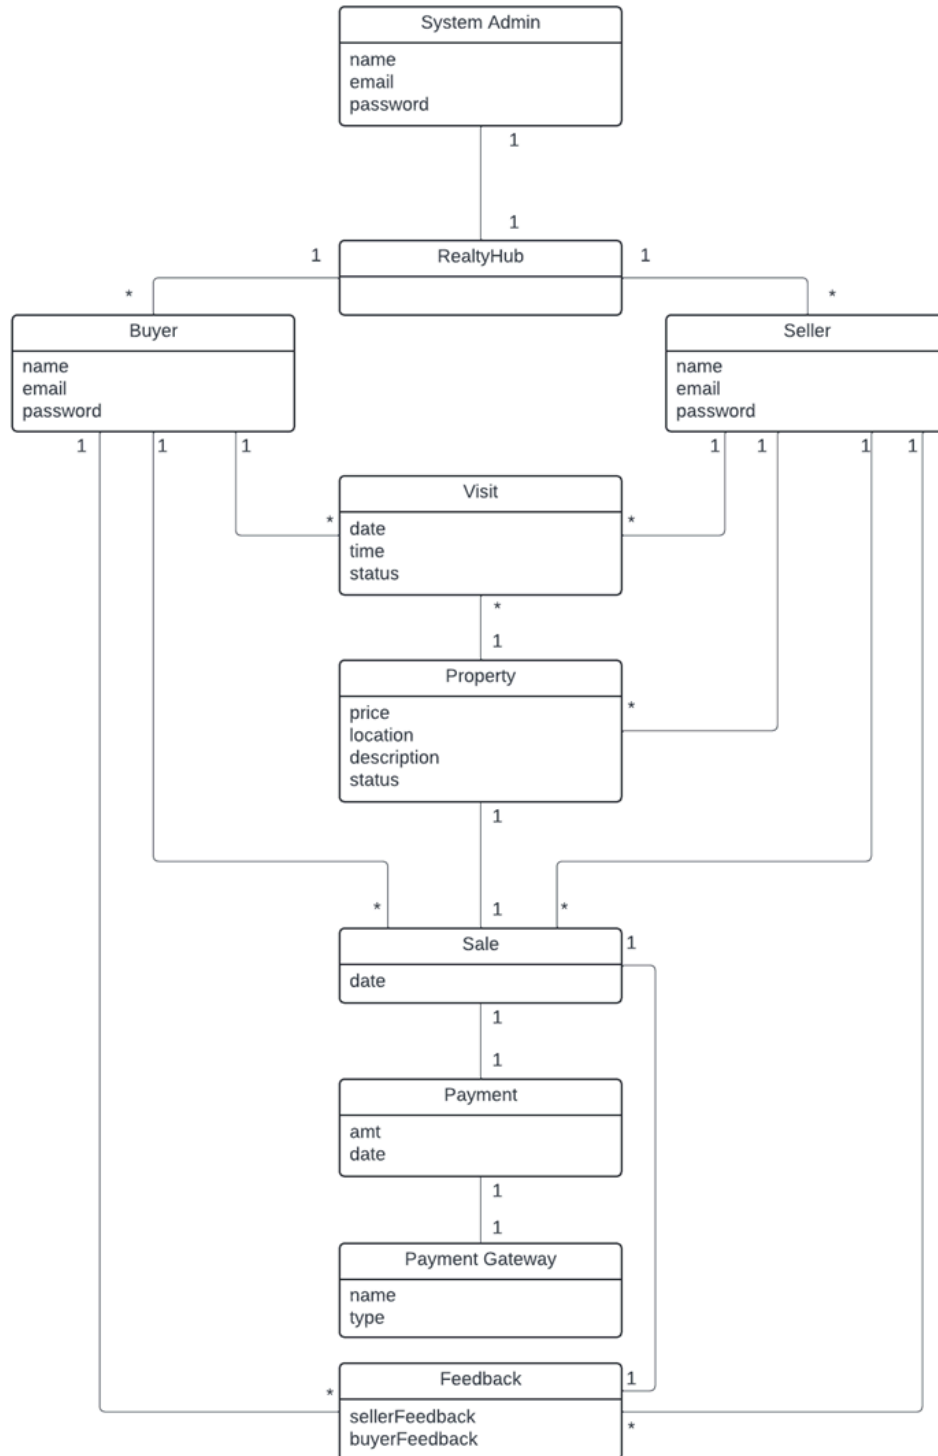 System Admin
name
email
password
1
1
1 RealtyHub 1
* *
Buyer Seller
name name
email email
password password
1 1 1 1 1 1 1
Visit
* *
date
time
status
*
1
Property
price *
location
description
status
1
* 1 *
Sale 1
date
1
1
Payment
amt
date
1
1
Payment Gateway
name
type
Feedback 1
* *
sellerFeedback
buyerFeedback